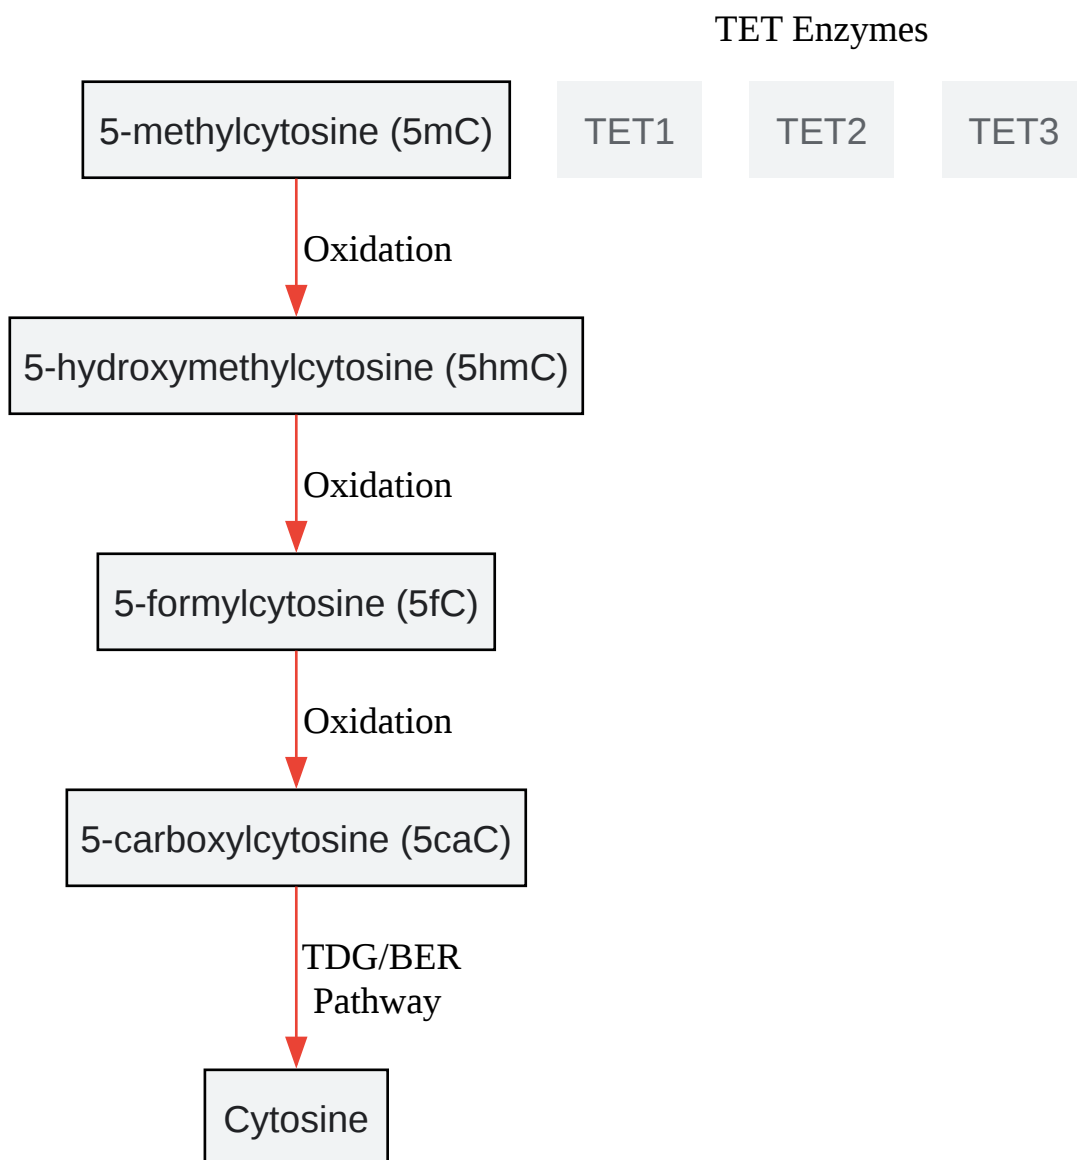 TET Enzymes
5-methylcytosine (5mC)
TET1
TET2
TET3
Oxidation
5-hydroxymethylcytosine (5hmC)
Oxidation
5-formylcytosine (5fC)
Oxidation
5-carboxylcytosine (5caC)
TDG/BER
Pathway
Cytosine